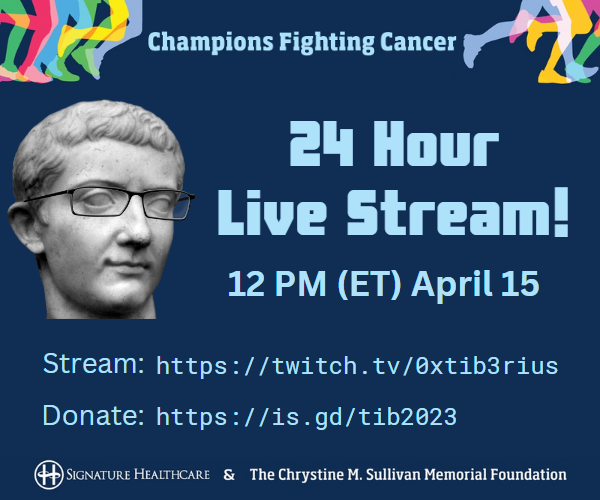 Champions Fighting Cancer
24 Hour
Live Stream!
12 PM (ET) April 15
Stream: https://twitch.tv/0xtib3rius
Donate: https://is.gd/tib2023
SIGNATURE HEALTHCARE & The Chrystine M. Sullivan Memorial Foundation